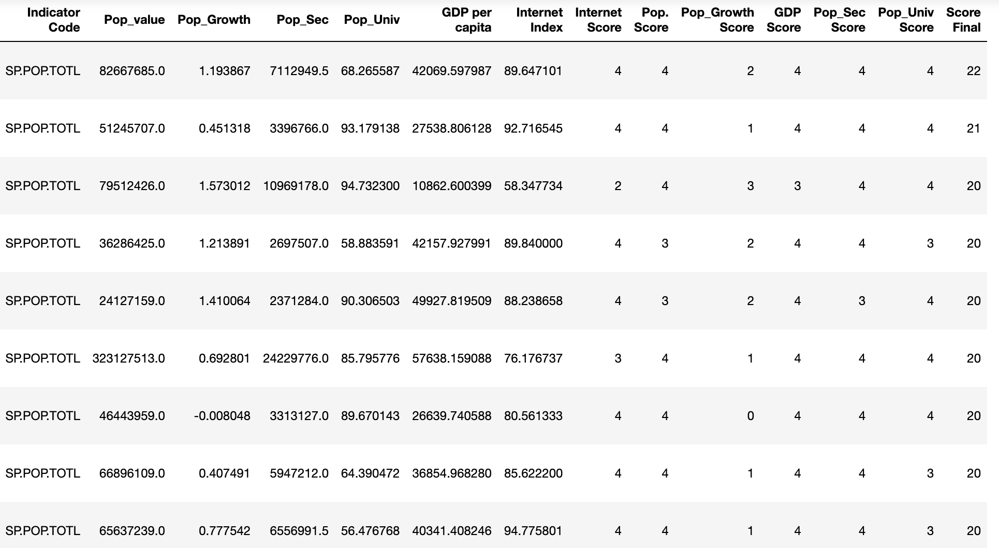 Indicator Code Pop_value Pop_Growth Pop_Sec Pop_Univ GDP per capita Internet Index Internet Score Pop. Score Pop_Growth Score GDP Score Pop_Sec Score Pop_Univ Score Score Final
SP.POP.TOTL 82667685.0 1.193867 7112949.5 68.265587 42069.597987 89.647101 4 4 2 4 4 4 22
SP.POP.TOTL 51245707.0 0.451318 3396766.0 93.179138 27538.806128 92.716545 4 4 1 4 4 4 21
SP.POP.TOTL 79512426.0 1.573012 10969178.0 94.732300 10862.600399 58.347734 2 4 3 3 4 4 20
SP.POP.TOTL 36286425.0 1.213891 2697507.0 58.883591 42157.927991 89.840000 4 3 2 4 4 3 20
SP.POP.TOTL 24127159.0 1.410064 2371284.0 90.306503 49927.819509 88.238658 4 3 2 4 3 4 20
SP.POP.TOTL 323127513.0 0.692801 24229776.0 85.795776 57638.159088 76.176737 3 4 1 4 4 4 20
SP.POP.TOTL 46443959.0 -0.008048 3313127.0 89.670143 26639.740588 80.561333 4 4 0 4 4 4 20
SP.POP.TOTL 66896109.0 0.407491 5947212.0 64.390472 36854.968280 85.622200 4 4 1 4 4 3 20
SP.POP.TOTL 65637239.0 0.777542 6556991.5 56.476768 40341.408246 94.775801 4 4 1 4 4 3 20